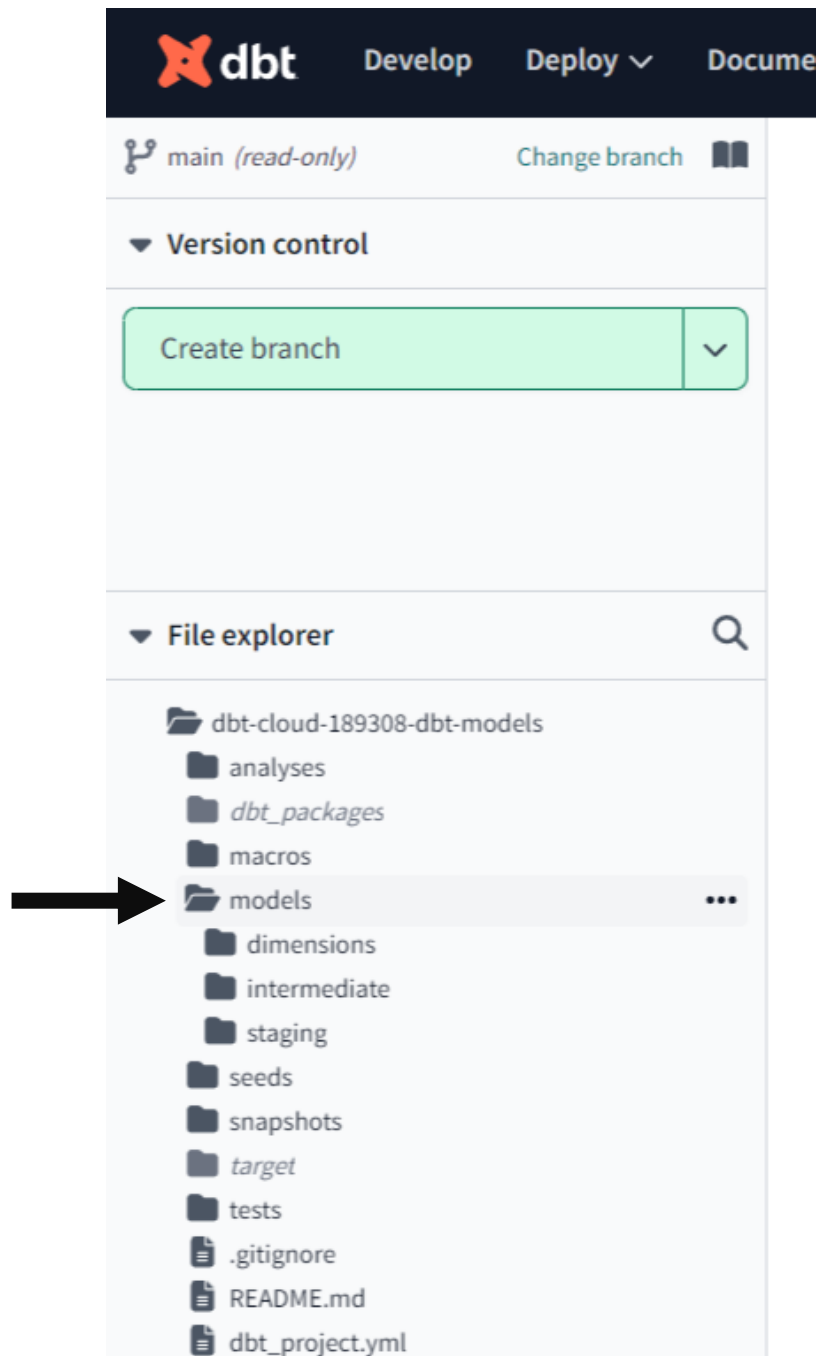 dbt Develop Deploy Docume
main (read-only) Change branch
Version control
Create branch
File explorer
dbt-cloud-189308-dbt-models
analyses
dbt_packages
macros
models
dimensions
intermediate
staging
seeds
snapshots
target
tests
.gitignore
README.md
dbt_project.yml